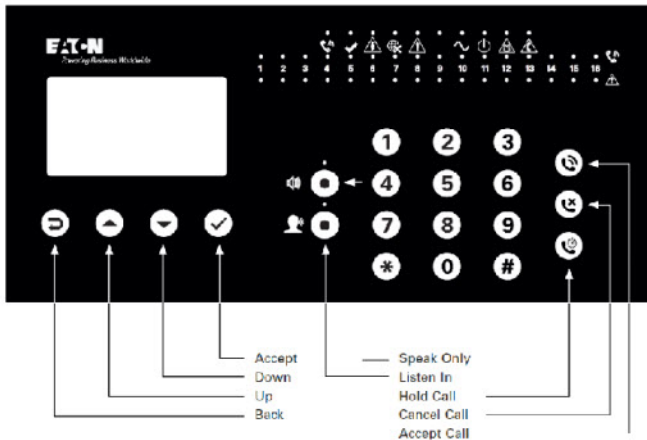 EATON
Powering Business Worldwide
1 2 3 4 5 6 7 8 9 10 11 12 13 14 15 16
1 2 3
4 5 6
7 8 9
* 0 #
Accept
Down
Up
Back
Speak Only
Listen In
Hold Call
Cancel Call
Accept Call